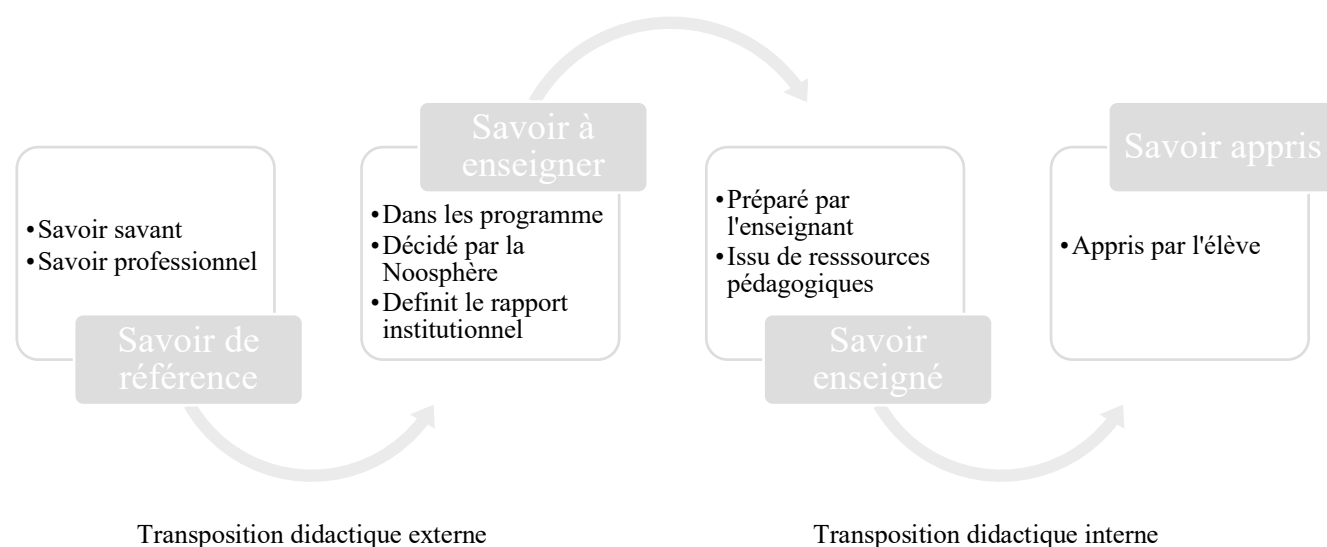 •Savoir savant
•Savoir professionnel
Savoir de
référence
Savoir à
enseigner
•Dans les programme
•Décidé par la
Noosphère
•Definit le rapport
institutionnel
•Préparé par
l'enseignant
•Issu de resssources
pédagogiques
Savoir
enseigné
Savoir appris
•Appris par l'élève
Transposition didactique externe
Transposition didactique interne